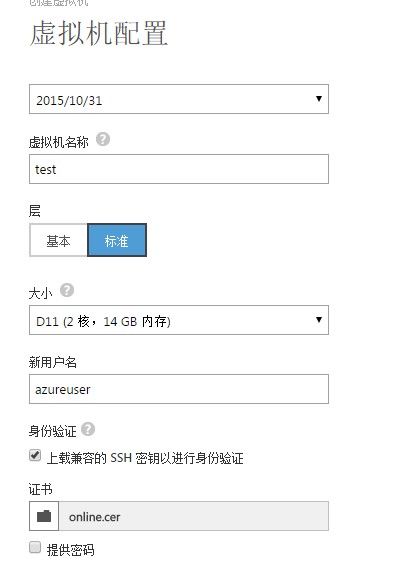 创建虚拟机
虚拟机配置
2015/10/31
虚拟机名称 ?
test
层
基本 标准
大小 ?
D11 (2 核，14 GB 内存)
新用户名
azureuser
身份验证 ?
上载兼容的 SSH 密钥以进行身份验证
证书
online.cer
提供密码